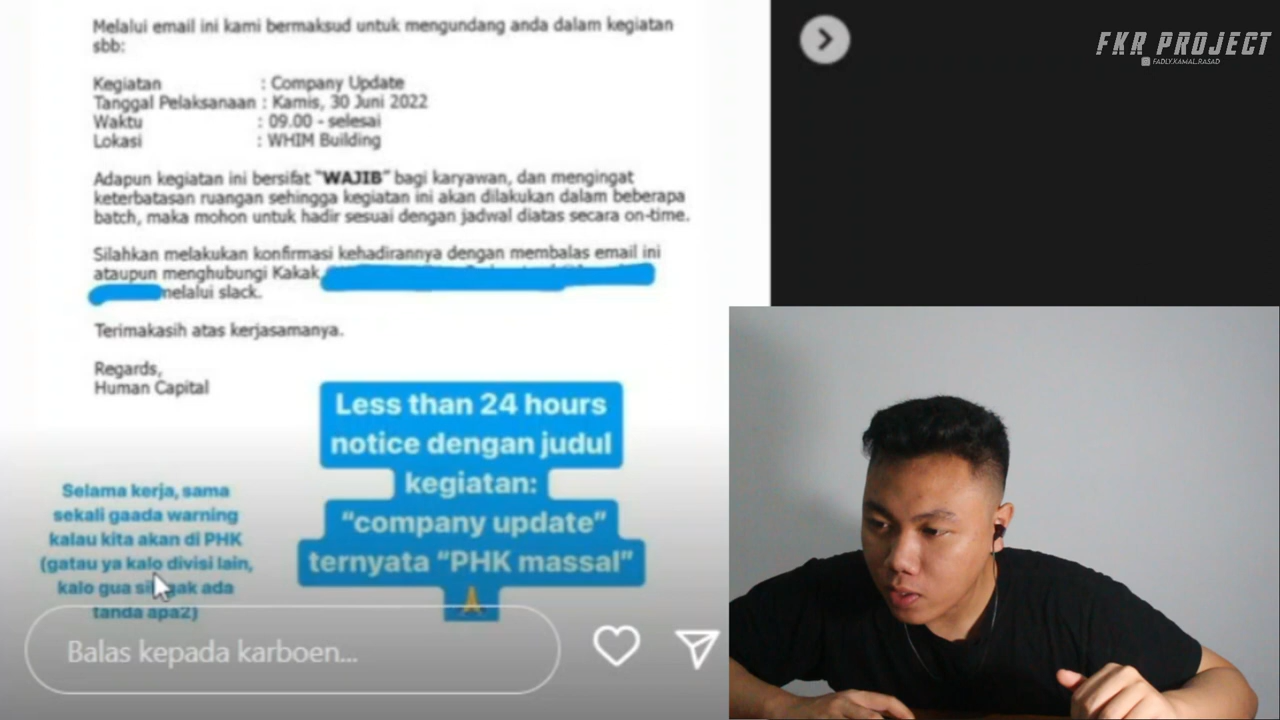 Melalui email ini kami bermaksud untuk mengundang anda dalam kegiatan
sbb:
Kegiatan : Company Update
Tanggal Pelaksanaan : Kamis, 30 Juni 2022
Waktu : 09.00 - selesai
Lokasi : WHIM Building
Adapun kegiatan ini bersifat "WAJIB" bagi karyawan, dan mengingat
keterbatasan ruangan sehingga kegiatan ini akan dilakukan dalam beberapa
batch, maka mohon untuk hadir sesuai dengan jadwal diatas secara on-time.
Silahkan melakukan konfirmasi kehadirannya dengan membalas email ini
ataupun menghubungi Kakak
melalui slack.
Terimakasih atas kerjasamanya.
Regards,
Human Capital
Less than 24 hours
notice dengan judul
kegiatan:
“company update”
ternyata “PHK massal”
Selama kerja, sama
sekali gaada warning
kalau kita akan di PHK
(gatau ya kalo divisi lain,
kalo gua sih gak ada
tanda apa2)
Balas kepada karboen...
FKR PROJECT
FADLY.KAMAL.RASAD